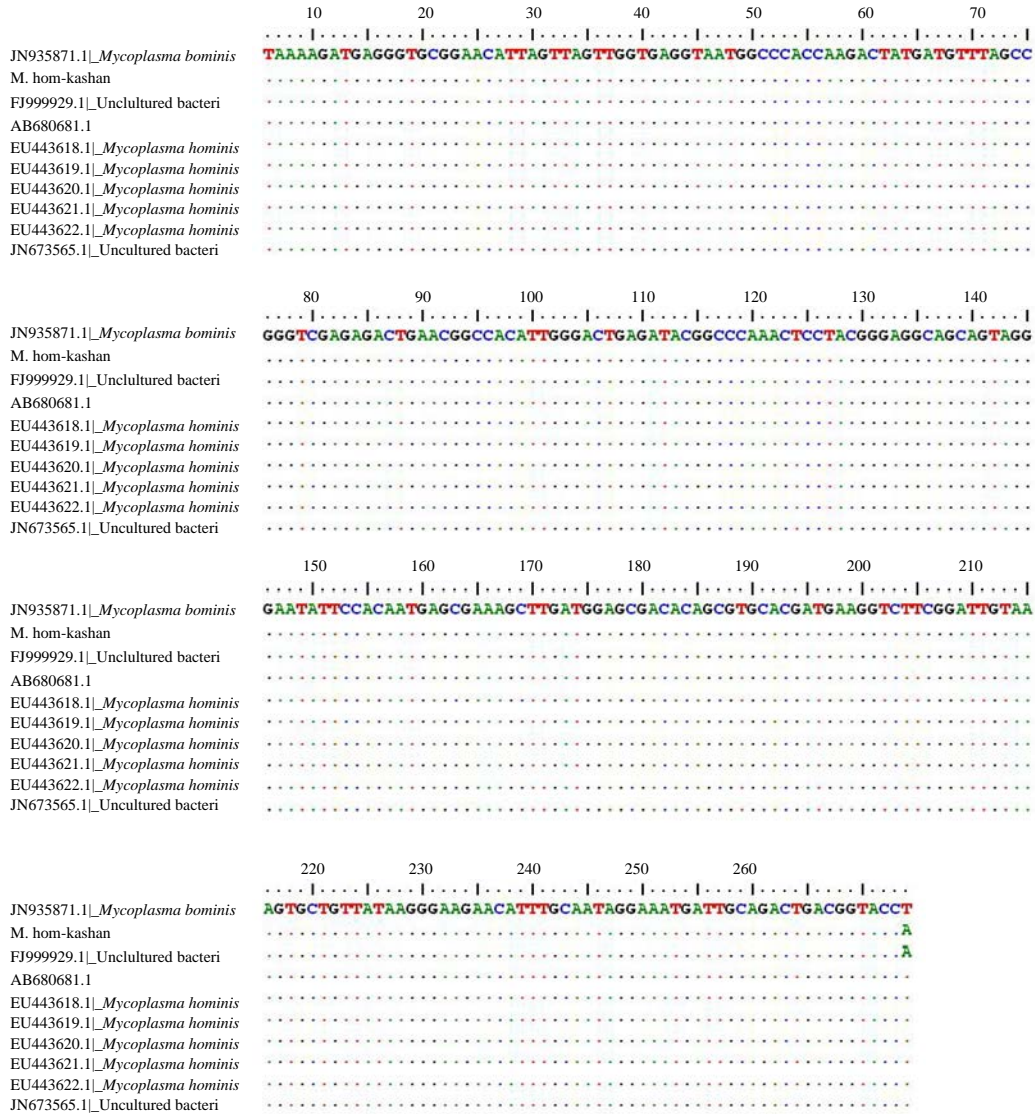 10 20 30 40 50 60 70
JN935871.1|_Mycoplasma bominis TAAAAGATGAGGGTGCGGAACATTAGTTAGTTGGTGAGGTAATGGCCCACCAAGACTATGATGTTTAGCC
M. hom-kashan
FJ999929.1|_Unclultured bacteri
AB680681.1
EU443618.1|_Mycoplasma hominis
EU443619.1|_Mycoplasma hominis
EU443620.1|_Mycoplasma hominis
EU443621.1|_Mycoplasma hominis
EU443622.1|_Mycoplasma hominis
JN673565.1|_Uncultured bacteri
80 90 100 110 120 130 140
JN935871.1|_Mycoplasma bominis GGGTCGAGAGACTGAACGGCCACATTGGGACTGAGATACGGCCCAAACTCCTACGGGAGGCAGCAGTAGG
M. hom-kashan
FJ999929.1|_Unclultured bacteri
AB680681.1
EU443618.1|_Mycoplasma hominis
EU443619.1|_Mycoplasma hominis
EU443620.1|_Mycoplasma hominis
EU443621.1|_Mycoplasma hominis
EU443622.1|_Mycoplasma hominis
JN673565.1|_Uncultured bacteri
150 160 170 180 190 200 210
JN935871.1|_Mycoplasma bominis GAATATTCCACAATGAGCGAAAGCTTGATGGAGCGACACAGCGTGCACGATGAAGGTCTTCGGATTGTAA
M. hom-kashan
FJ999929.1|_Unclultured bacteri
AB680681.1
EU443618.1|_Mycoplasma hominis
EU443619.1|_Mycoplasma hominis
EU443620.1|_Mycoplasma hominis
EU443621.1|_Mycoplasma hominis
EU443622.1|_Mycoplasma hominis
JN673565.1|_Uncultured bacteri
220 230 240 250 260
JN935871.1|_Mycoplasma bominis AGTGCTGTTATAAGGGAAGAACATTTGCAATAGGAAATGATTGCAGACTGACGGTACCT
M. hom-kashan A
FJ999929.1|_Unclultured bacteri A
AB680681.1
EU443618.1|_Mycoplasma hominis
EU443619.1|_Mycoplasma hominis
EU443620.1|_Mycoplasma hominis
EU443621.1|_Mycoplasma hominis
EU443622.1|_Mycoplasma hominis
JN673565.1|_Uncultured bacteri